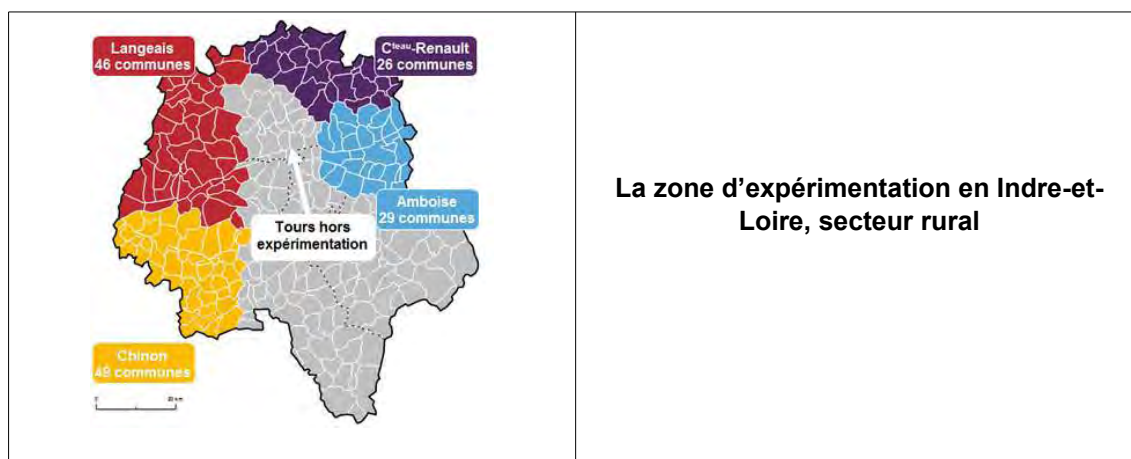 Langeais
46 communes
Cteau-Renault
26 communes
Amboise
29 communes
Tours hors
expérimentation
Chinon
49 communes
La zone d’expérimentation en Indre-et-
Loire, secteur rural